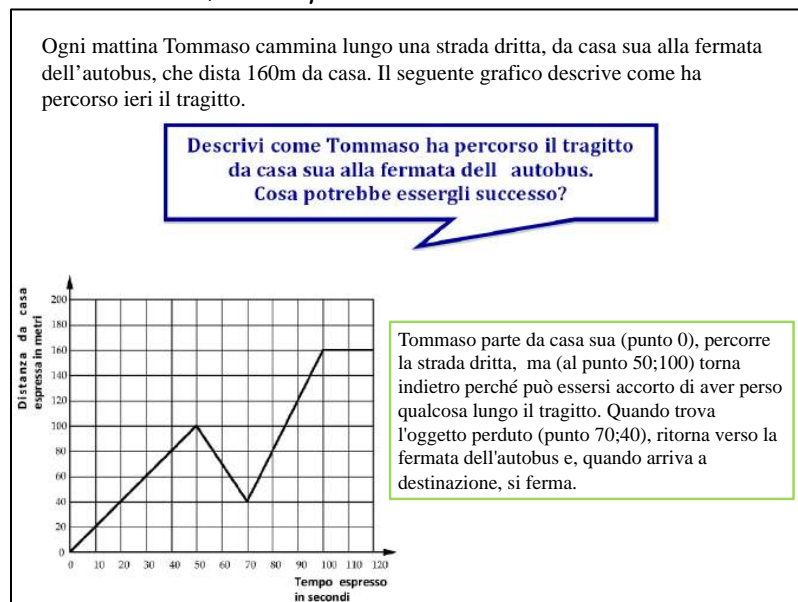 Ogni mattina Tommaso cammina lungo una strada dritta, da casa sua alla fermata
dell'autobus, che dista 160m da casa. Il seguente grafico descrive come ha
percorso ieri il tragitto.
Descrivi come Tommaso ha percorso il tragitto
da casa sua alla fermata dell autobus.
Cosa potrebbe essergli successo?
Distanza da casa
espressa in metri
200
180
160
140
120
100
80
60
40
20
0
0 10 20 30 40 50 60 70 80 90 100 110 120
Tempo espresso
in secondi
Tommaso parte da casa sua (punto 0), percorre
la strada dritta, ma (al punto 50;100) torna
indietro perché può essersi accorto di aver perso
qualcosa lungo il tragitto. Quando trova
l'oggetto perduto (punto 70;40), ritorna verso la
fermata dell'autobus e, quando arriva a
destinazione, si ferma.